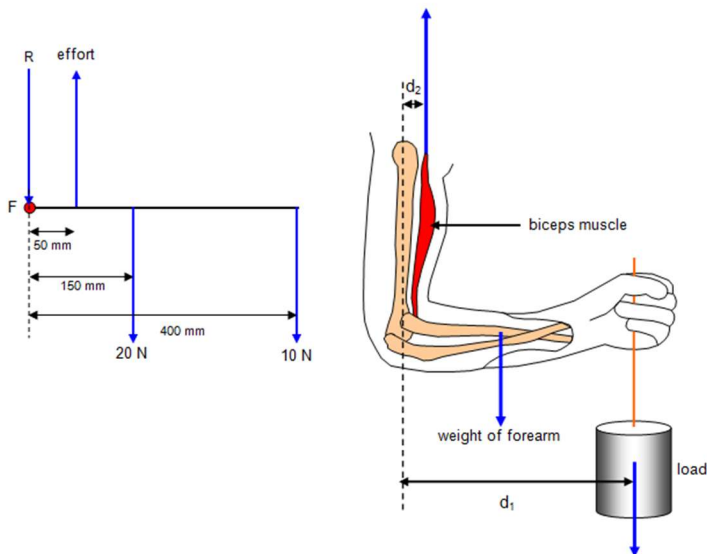 R
effort
F
50 mm
150 mm
400 mm
20 N
10 N
d2
biceps muscle
weight of forearm
load
d1